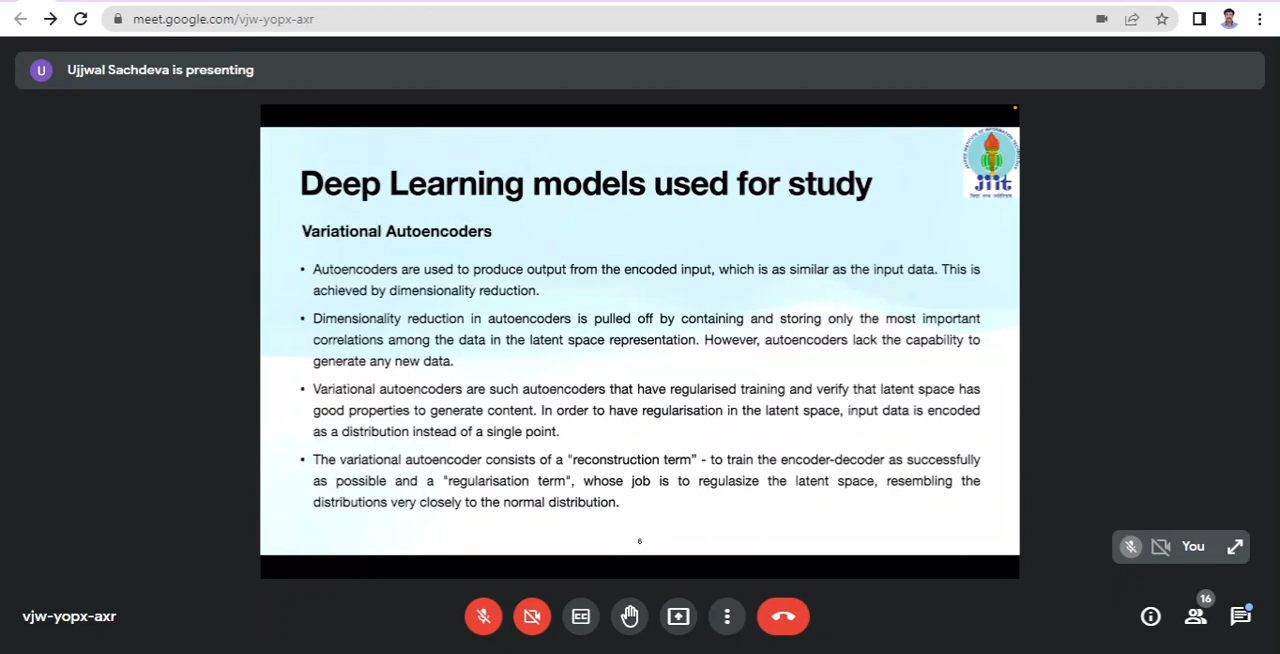 meet.google.com/vjw-yopx-axr
U
Ujjwal Sachdeva is presenting
jiit
Deep Learning models used for study
Variational Autoencoders
• Autoencoders are used to produce output from the encoded input, which is as similar as the input data. This is
achieved by dimensionality reduction.
• Dimensionality reduction in autoencoders is pulled off by containing and storing only the most important
correlations among the data in the latent space representation. However, autoencoders lack the capability to
generate any new data.
• Variational autoencoders are such autoencoders that have regularised training and verify that latent space has
good properties to generate content. In order to have regularisation in the latent space, input data is encoded
as a distribution instead of a single point.
• The variational autoencoder consists of a "reconstruction term” - to train the encoder-decoder as successfully
as possible and a "regularisation term", whose job is to regulasize the latent space, resembling the
distributions very closely to the normal distribution.
6
You
vjw-yopx-axr
CC
16